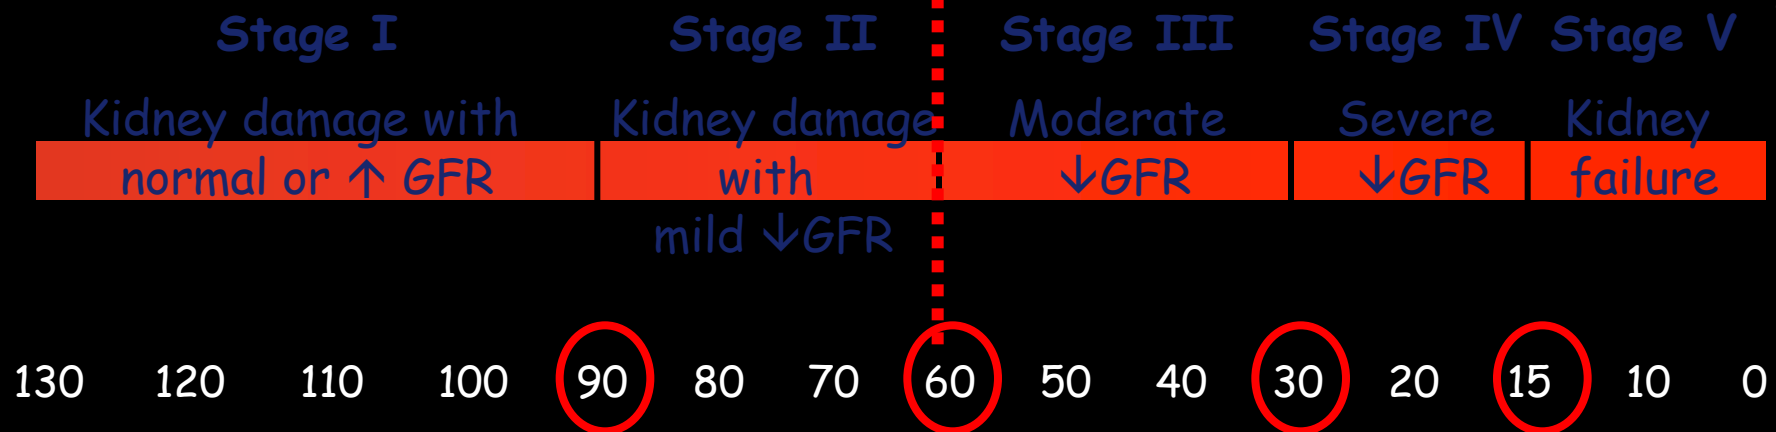 Stage I Stage II Stage III Stage IV Stage V
Kidney damage with Kidney damage Moderate Severe Kidney
normal or ↑ GFR with ↓GFR ↓GFR failure
mild ↓GFR
130 120 110 100 90 80 70 60 50 40 30 20 15 10 0